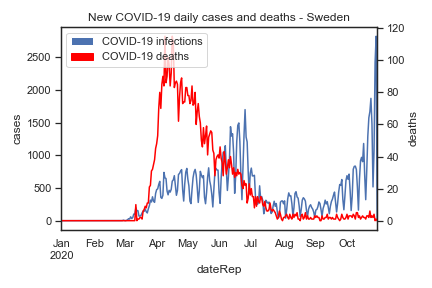 New COVID-19 daily cases and deaths - Sweden
COVID-19 infections
COVID-19 deaths
cases
2500
2000
1500
1000
500
0
deaths
120
100
80
60
40
20
0
Jan Feb Mar Apr May Jun Jul Aug Sep Oct
2020
dateRep